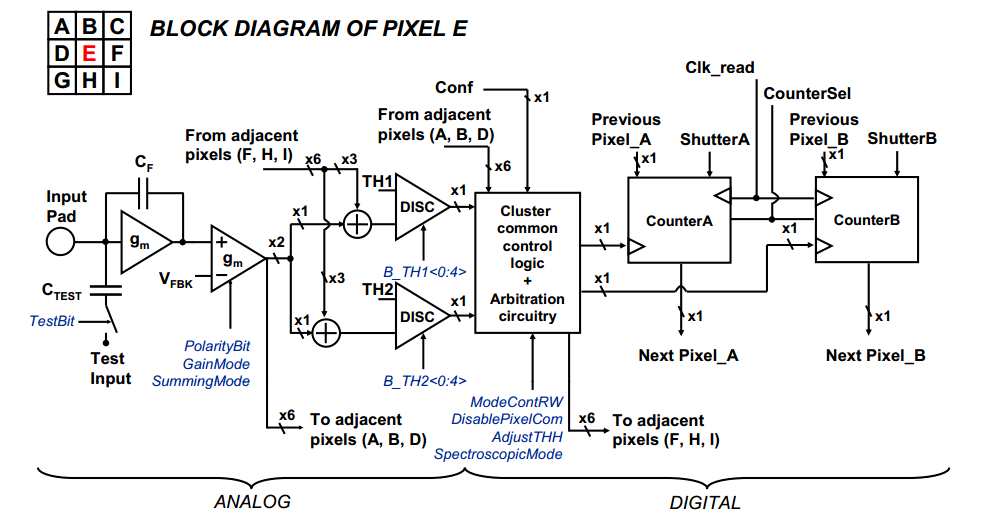 A B C
D E F
G H I
BLOCK DIAGRAM OF PIXEL E
Clk_read
Conf
x1
CounterSel
From adjacent
pixels (A, B, D)
x6
Previous
Pixel_A
x1
ShutterA
Previous
Pixel_B
x1
ShutterB
From adjacent
pixels (F, H, I)
x6
x3
CF
Input
Pad
gm
+
gm
−
VFBK
x2
x1
x3
x1
TH1
DISC
x1
B_TH1<0:4>
TH2
DISC
x1
B_TH2<0:4>
Cluster
common
control
logic
+
Arbitration
circuitry
x1
x1
CounterA
x1
CounterB
CTEST
TestBit
Test
Input
PolarityBit
GainMode
SummingMode
x1
Next Pixel_A
x1
Next Pixel_B
x6
To adjacent
pixels (A, B, D)
ModeContRW
DisablePixelCom
AdjustTHH
SpectroscopicMode
x6
To adjacent
pixels (F, H, I)
ANALOG
DIGITAL